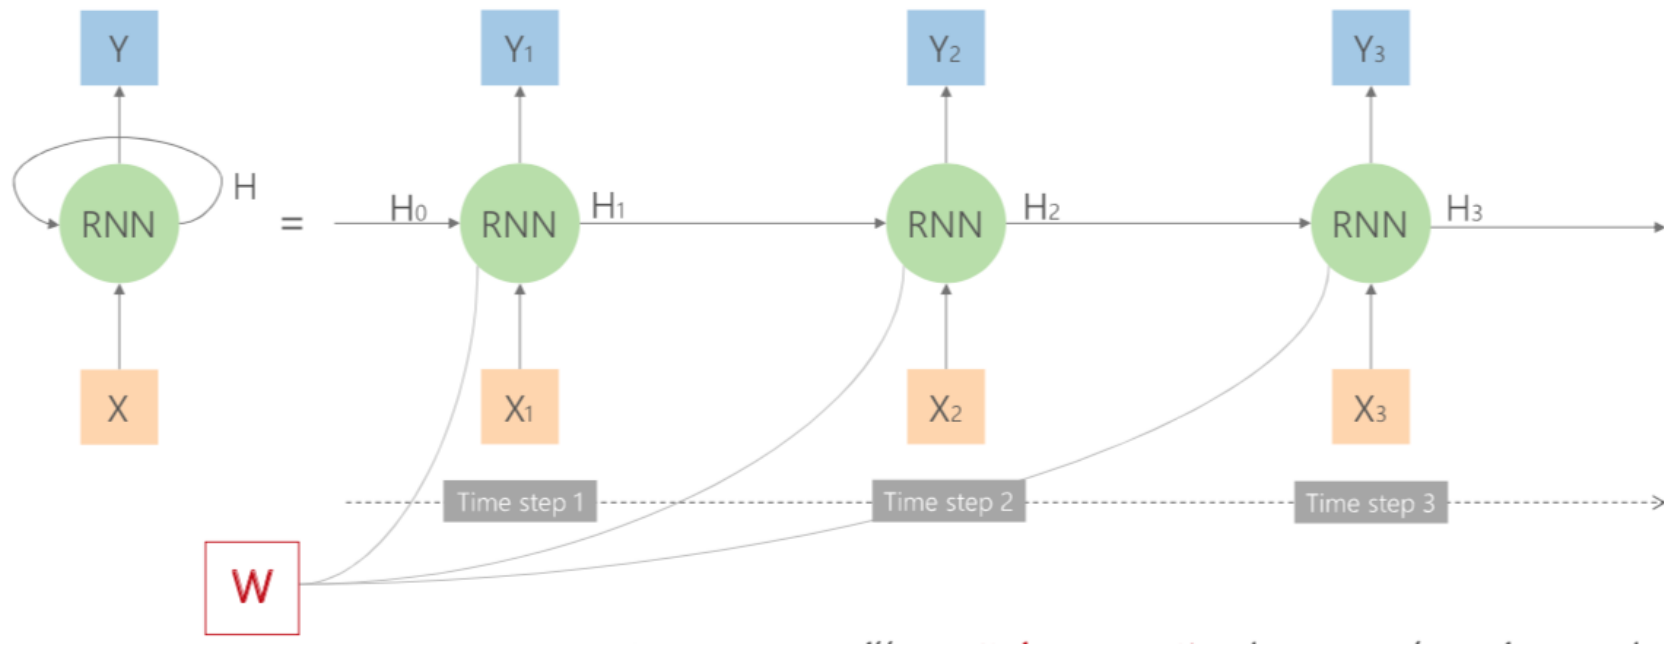 Y Y1 Y2 Y3
H
H0 H1 H2 H3
RNN = RNN RNN RNN
X X1 X2 X3
Time step 1 Time step 2 Time step 3
W